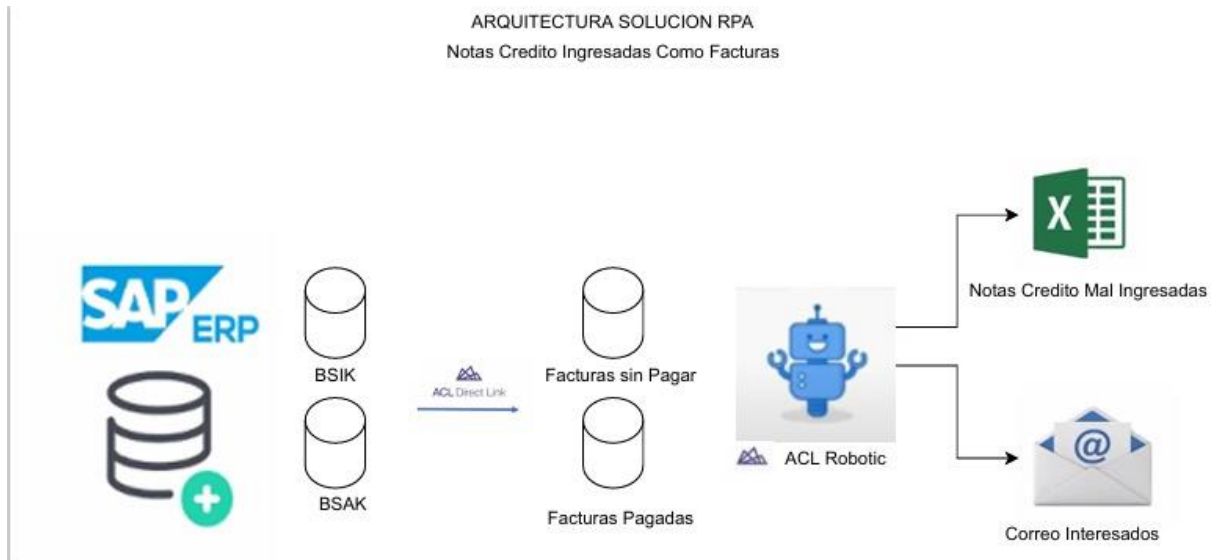 ARQUITECTURA SOLUCION RPA
Notas Credito Ingresadas Como Facturas
SAP ERP
BSIK
BSAK
ACL Direct Link
Facturas sin Pagar
Facturas Pagadas
ACL Robotic
X
Notas Credito Mal Ingresadas
@
Correo Interesados